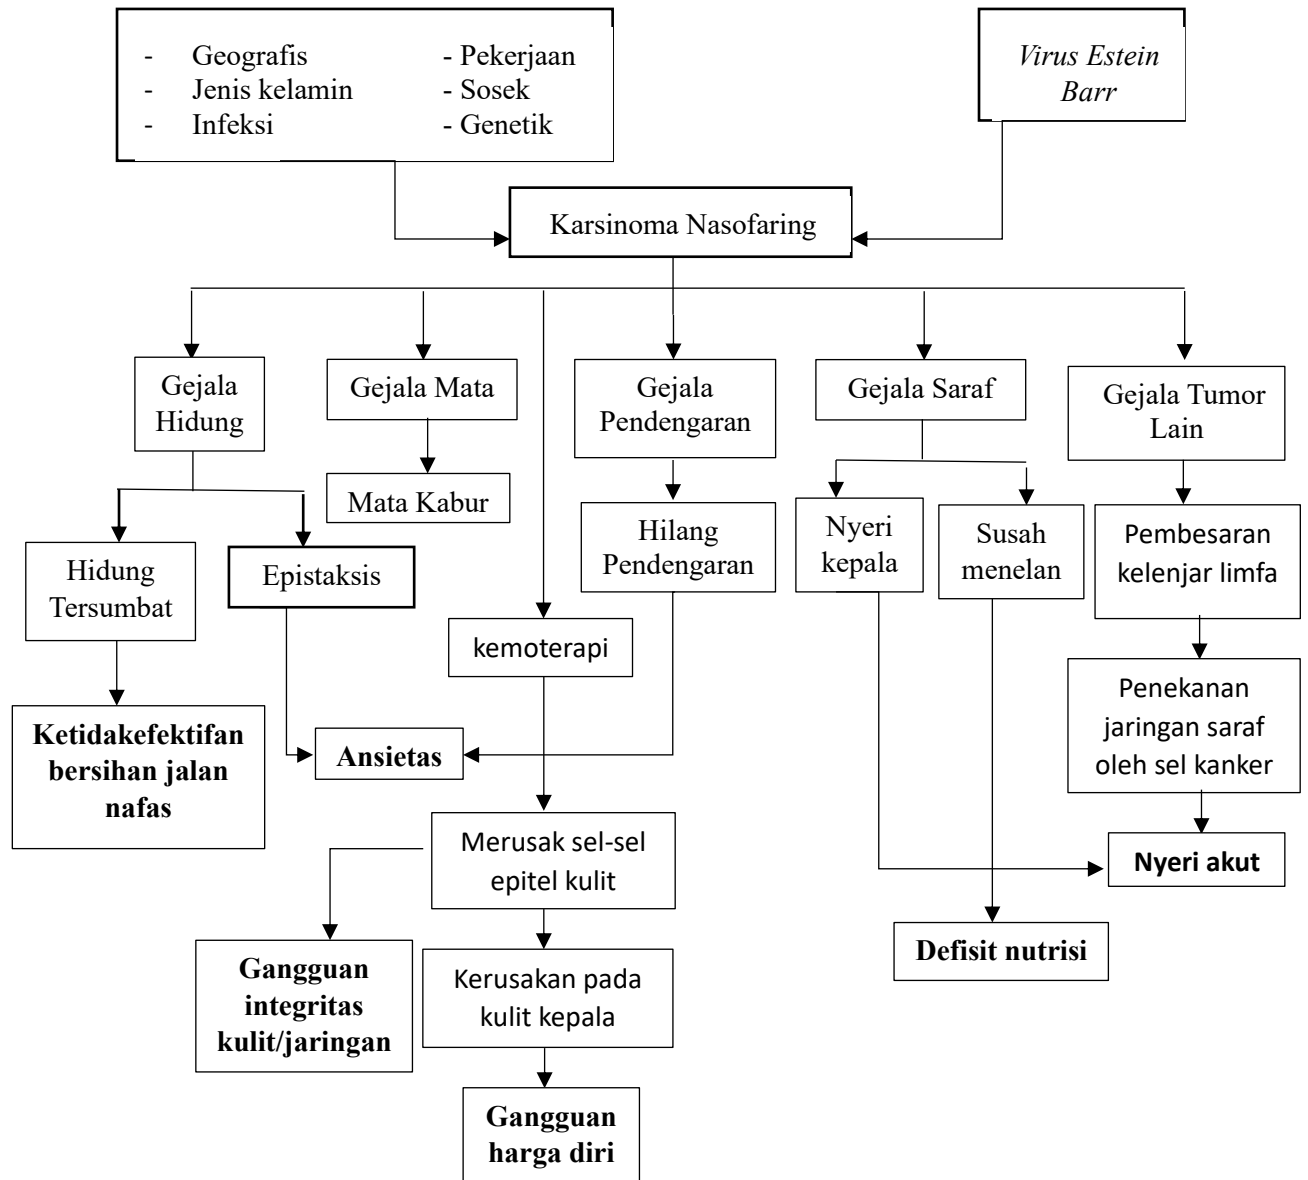 - Geografis - Pekerjaan
- Jenis kelamin - Sosek
- Infeksi - Genetik
Virus Estein
Barr
Karsinoma Nasofaring
Gejala
Hidung
Gejala Mata
Gejala
Pendengaran
Gejala Saraf
Gejala Tumor
Lain
Mata Kabur
Hidung
Tersumbat
Epistaksis
Hilang
Pendengaran
Nyeri
kepala
Susah
menelan
Pembesaran
kelenjar limfa
kemoterapi
Penekanan
jaringan saraf
oleh sel kanker
Ketidakefektifan
bersihan jalan
nafas
Ansietas
Merusak sel-sel
epitel kulit
Nyeri akut
Gangguan
integritas
kulit/jaringan
Kerusakan pada
kulit kepala
Defisit nutrisi
Gangguan
harga diri